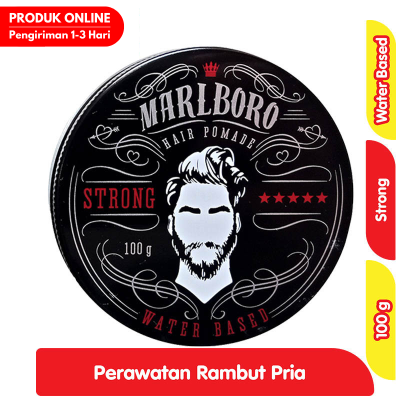 PRODUK ONLINE
Pengiriman 1-3 Hari
MARLBORO
HAIR POMADE
STRONG
100 g
WATER BASED
Water Based
Strong
100 g
Perawatan Rambut Pria